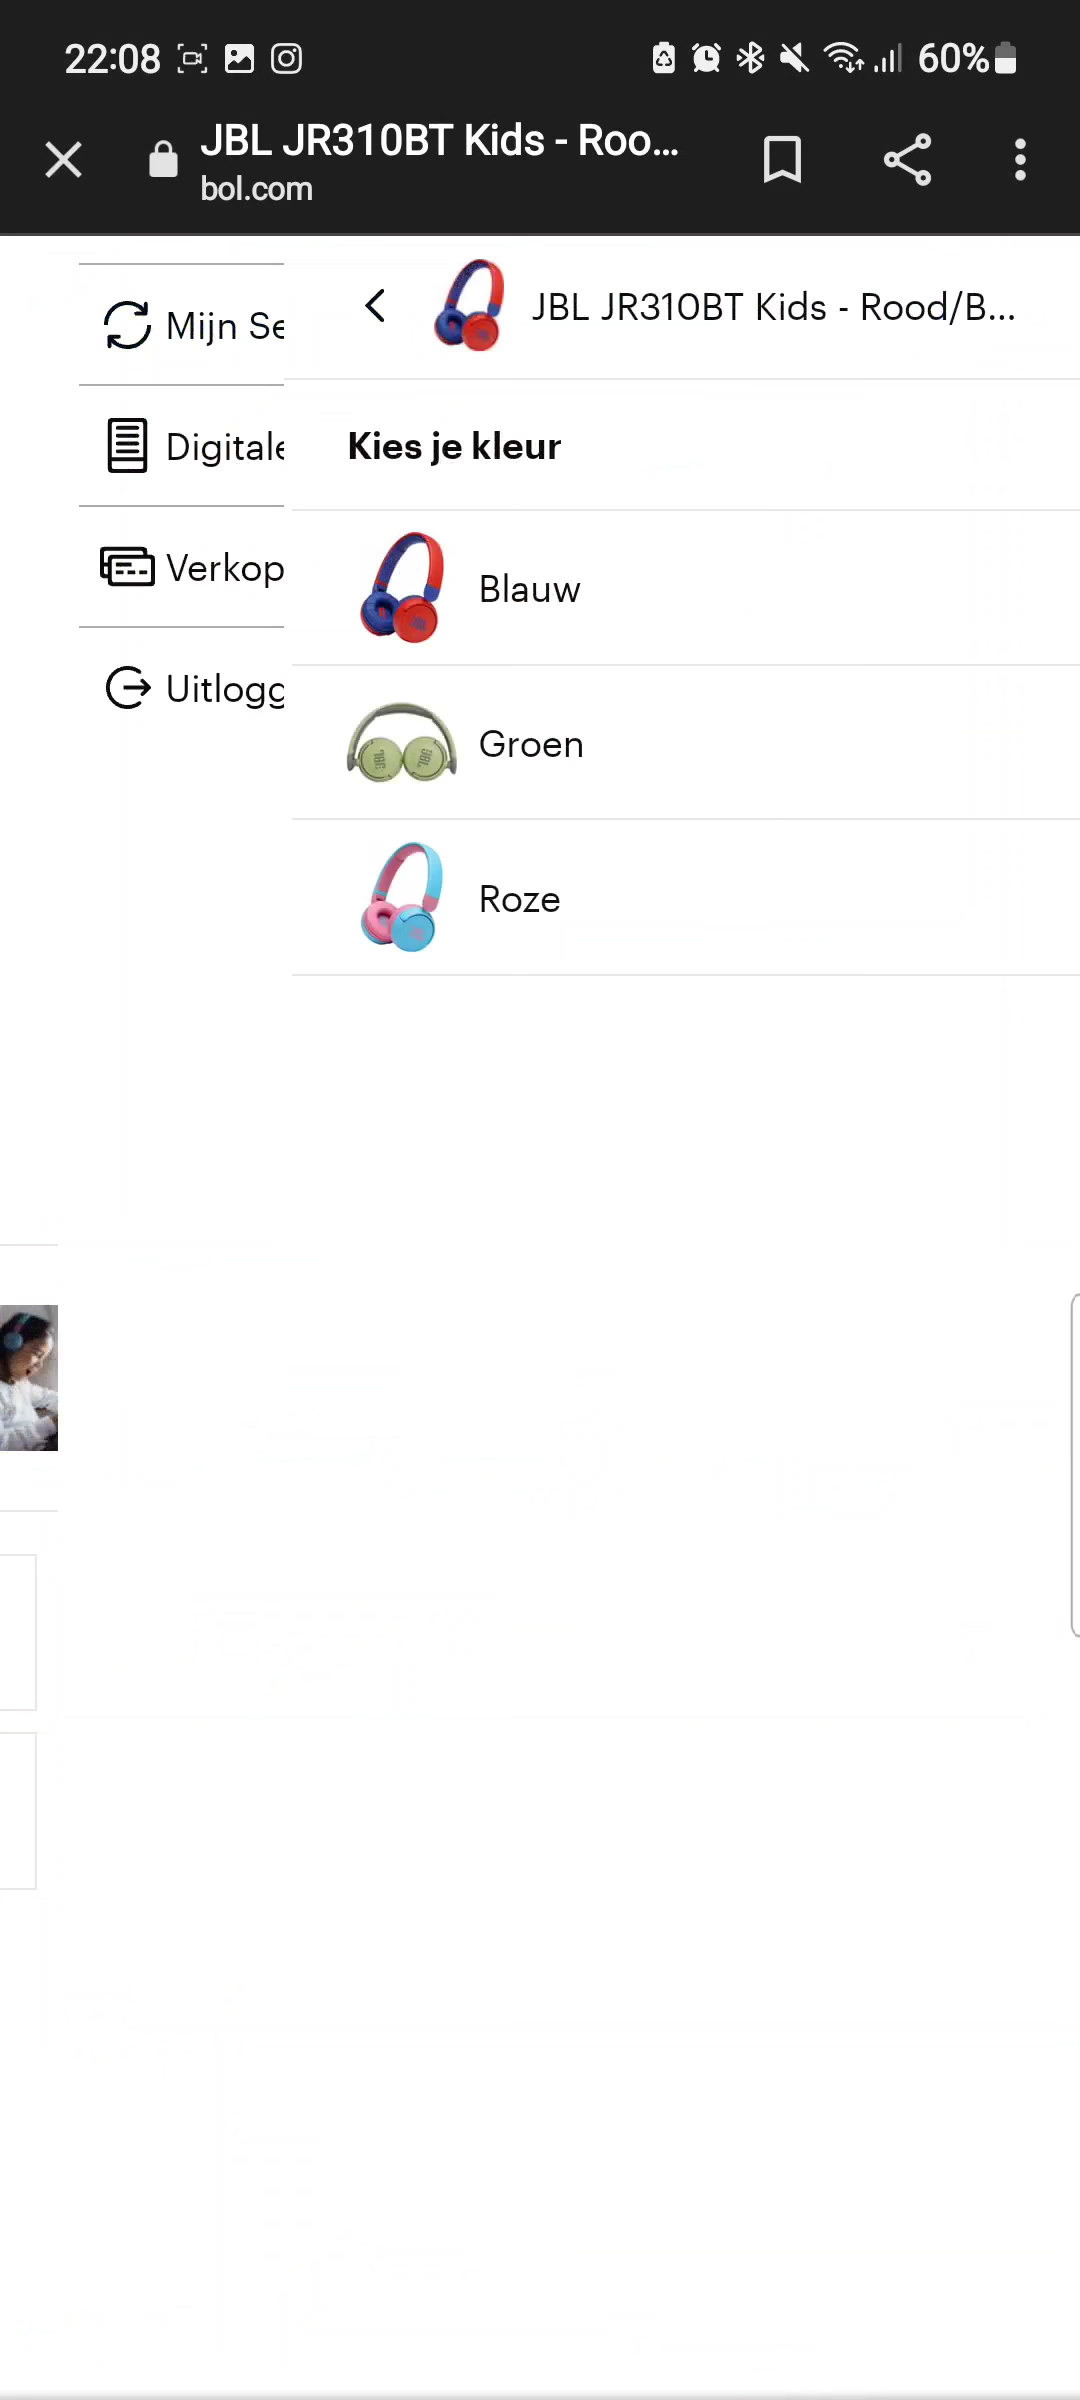 22:08
60%
JBL JR310BT Kids - Roo...
bol.com
Mijn Se
Digitale
Verkop
Uitlogg
JBL JR310BT Kids - Rood/B...
Kies je kleur
Blauw
Groen
Roze